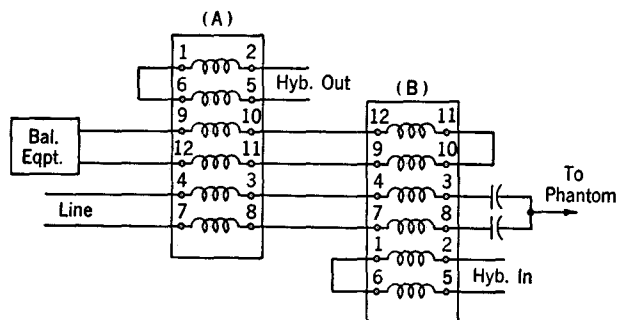 (A)
1 2
6 5
Hyb. Out
(B)
9 10
12 11
Bal.
Eqpt.
12 11
9 10
4 3
4 3
To
Phantom
Line
7 8
7 8
1 2
Hyb. In
6 5